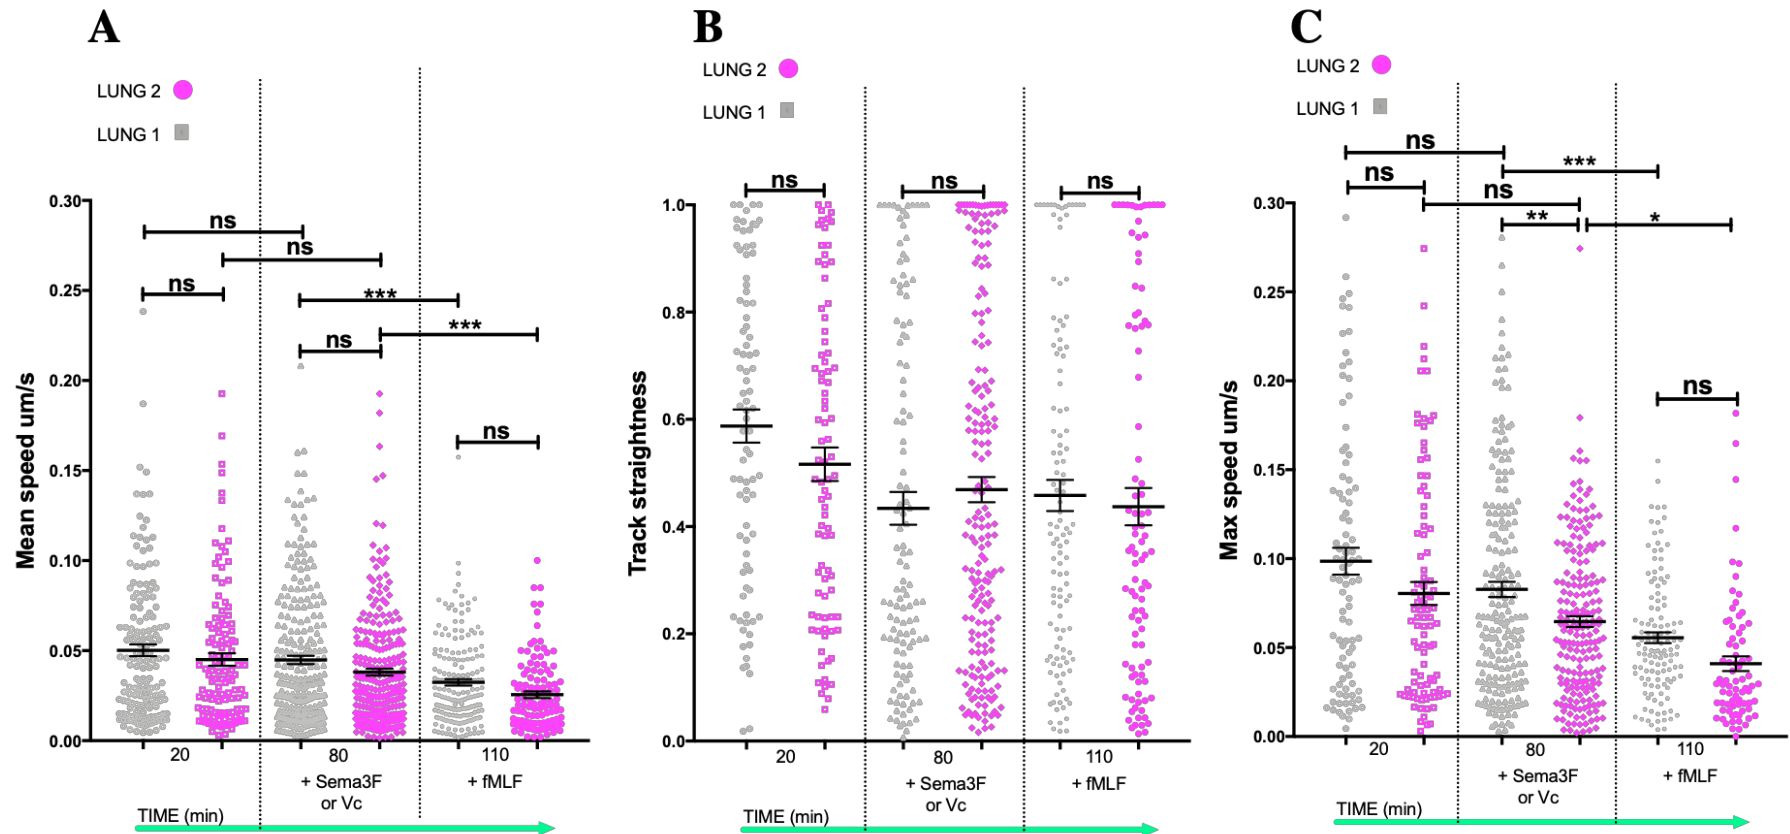 A
LUNG 2
LUNG 1
Mean speed um/s
0.30
0.25
0.20
0.15
0.10
0.05
0.00
ns
ns
ns
***
***
ns
ns
20
80
110
+ Sema3F
or Vc
+ fMLF
TIME (min)
B
LUNG 2
LUNG 1
Track straightness
1.0
0.8
0.6
0.4
0.2
0.0
ns
ns
ns
20
80
110
+ Sema3F
or Vc
+ fMLF
TIME (min)
C
LUNG 2
LUNG 1
Max speed um/s
0.30
0.25
0.20
0.15
0.10
0.05
0.00
ns
***
ns
ns
**
*
ns
20
80
110
+ Sema3F
or Vc
+ fMLF
TIME (min)